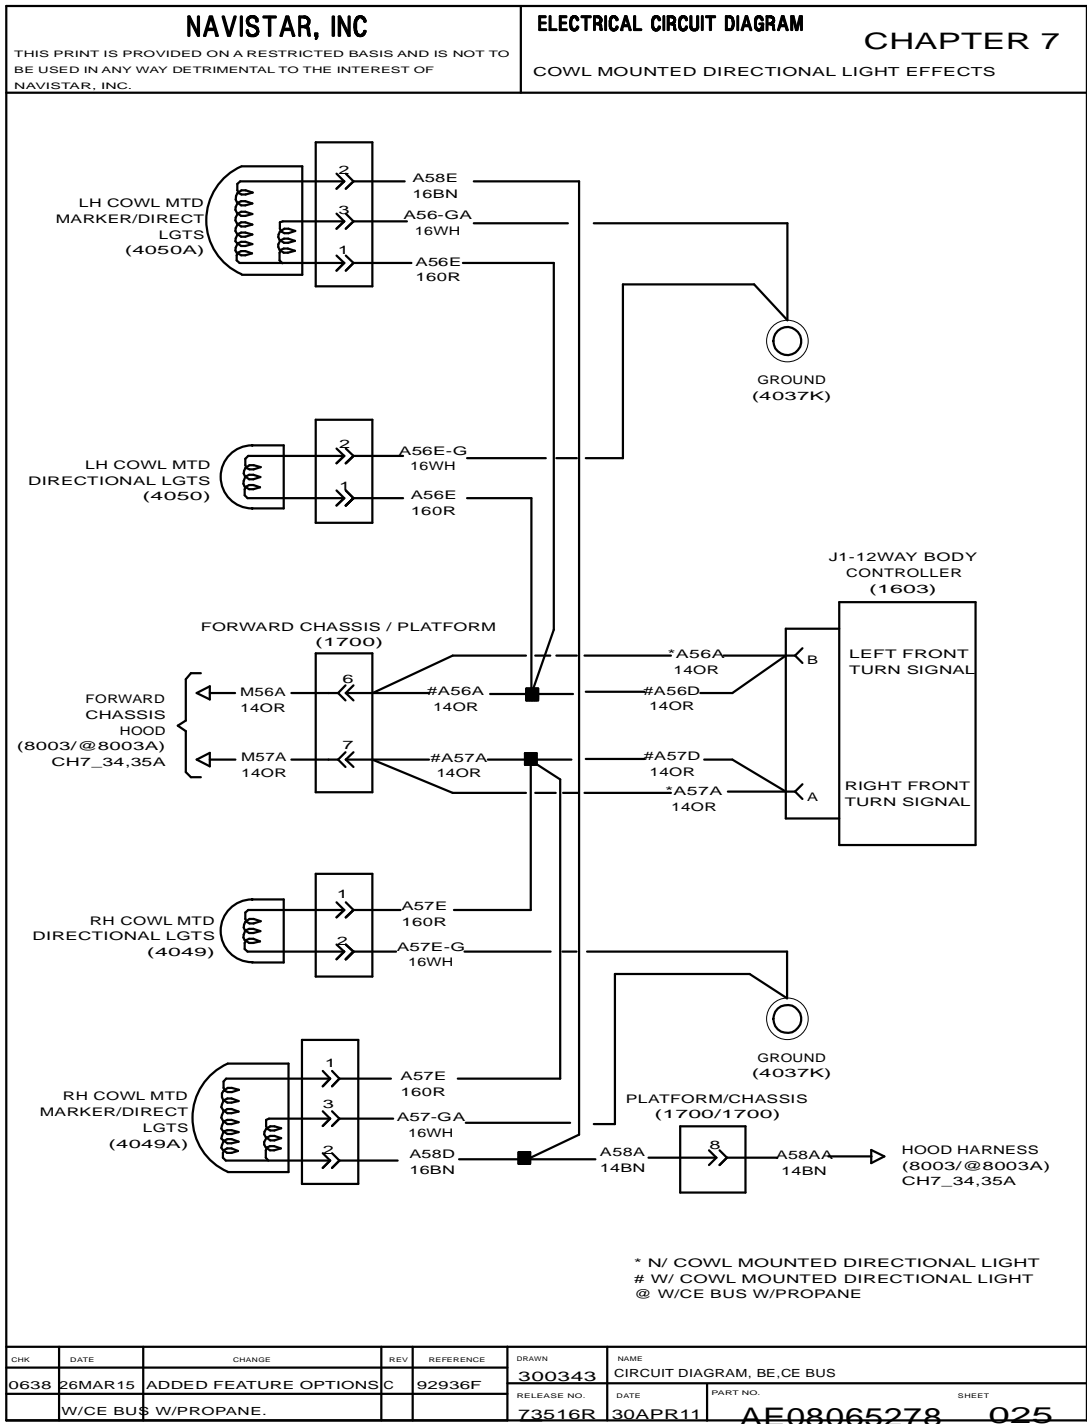 NAVISTAR, INC
THIS PRINT IS PROVIDED ON A RESTRICTED BASIS AND IS NOT TO
BE USED IN ANY WAY DETRIMENTAL TO THE INTEREST OF
NAVISTAR, INC.
ELECTRICAL CIRCUIT DIAGRAM
CHAPTER 7
COWL MOUNTED DIRECTIONAL LIGHT EFFECTS
LH COWL MTD
MARKER/DIRECT
LGTS
(4050A)
2
A58E
16BN
3
A56-GA
16WH
1
A56E
160R
GROUND
(4037K)
LH COWL MTD
DIRECTIONAL LGTS
(4050)
2
A56E-G
16WH
1
A56E
160R
J1-12WAY BODY
CONTROLLER
(1603)
FORWARD CHASSIS / PLATFORM
(1700)
*A56A
14OR
B
LEFT FRONT
TURN SIGNAL
FORWARD
CHASSIS
HOOD
(8003/@8003A)
CH7_34,35A
M56A
14OR
6
#A56A
14OR
#A56D
14OR
M57A
14OR
7
#A57A
14OR
#A57D
14OR
*A57A
14OR
A
RIGHT FRONT
TURN SIGNAL
RH COWL MTD
DIRECTIONAL LGTS
(4049)
1
A57E
160R
2
A57E-G
16WH
GROUND
(4037K)
RH COWL MTD
MARKER/DIRECT
LGTS
(4049A)
1
A57E
160R
3
A57-GA
16WH
2
A58D
16BN
PLATFORM/CHASSIS
(1700/1700)
A58A
14BN
8
A58AA
14BN
HOOD HARNESS
(8003/@8003A)
CH7_34,35A
* N/ COWL MOUNTED DIRECTIONAL LIGHT
# W/ COWL MOUNTED DIRECTIONAL LIGHT
@ W/CE BUS W/PROPANE
CHK DATE CHANGE REV REFERENCE
0638 26MAR15 ADDED FEATURE OPTIONS C 92936F
W/CE BUS W/PROPANE.
DRAWN
300343
NAME
CIRCUIT DIAGRAM, BE,CE BUS
RELEASE NO.
73516R
DATE
30APR11
PART NO.
AE08065278
SHEET
025